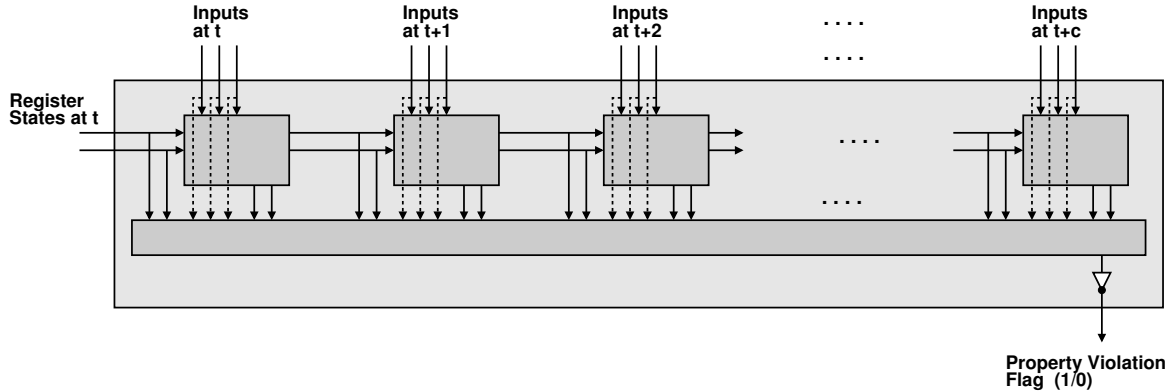 Inputs
at t
Inputs
at t+1
Inputs
at t+2
. . . .
. . . .
Inputs
at t+c
Register
States at t
. . . .
. . . .
Property Violation
Flag (1/0)